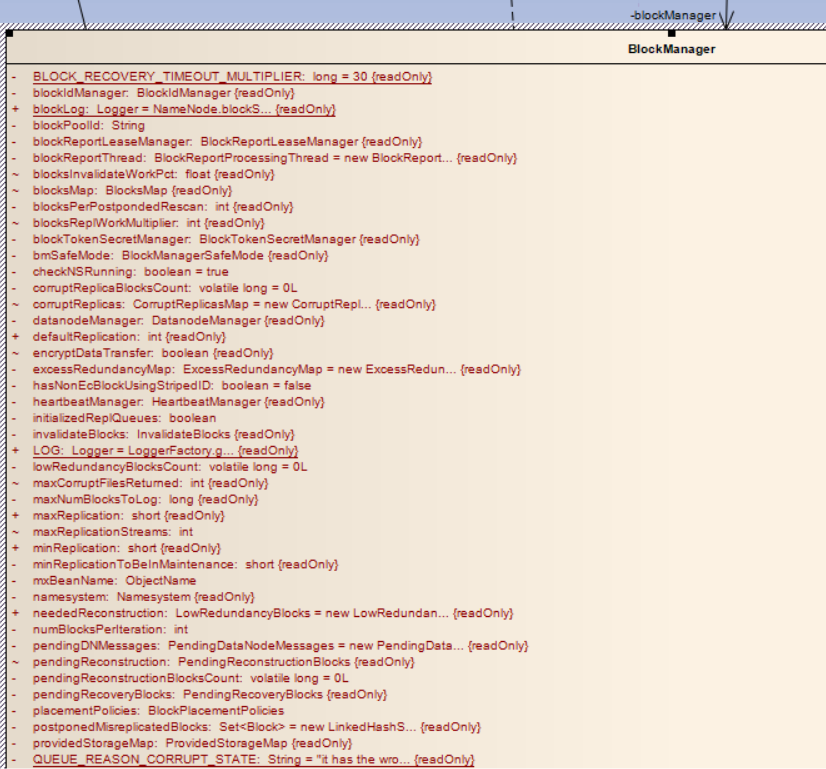 -blockManager
BlockManager
- BLOCK_RECOVERY_TIMEOUT_MULTIPLIER: long = 30 {readOnly}
- blockIdManager: BlockIdManager {readOnly}
+ blockLog: Logger = NameNode.blockS... {readOnly}
- blockPoolId: String
- blockReportLeaseManager: BlockReportLeaseManager {readOnly}
- blockReportThread: BlockReportProcessingThread = new BlockReport... {readOnly}
~ blocksInvalidateWorkPct: float {readOnly}
~ blocksMap: BlocksMap {readOnly}
- blocksPerPostpondedRescan: int {readOnly}
~ blocksReplWorkMultiplier: int {readOnly}
- blockTokenSecretManager: BlockTokenSecretManager {readOnly}
- bmSafeMode: BlockManagerSafeMode {readOnly}
- checkNSRunning: boolean = true
- corruptReplicaBlocksCount: volatile long = 0L
~ corruptReplicas: CorruptReplicasMap = new CorruptRepl... {readOnly}
- datanodeManager: DatanodeManager {readOnly}
+ defaultReplication: int {readOnly}
~ encryptDataTransfer: boolean {readOnly}
- excessRedundancyMap: ExcessRedundancyMap = new ExcessRedun... {readOnly}
- hasNonEcBlockUsingStripedID: boolean = false
- heartbeatManager: HeartbeatManager {readOnly}
- initializedReplQueues: boolean
- invalidateBlocks: InvalidateBlocks {readOnly}
+ LOG: Logger = LoggerFactory.g... {readOnly}
- lowRedundancyBlocksCount: volatile long = 0L
~ maxCorruptFilesReturned: int {readOnly}
- maxNumBlocksToLog: long {readOnly}
+ maxReplication: short {readOnly}
~ maxReplicationStreams: int
+ minReplication: short {readOnly}
- minReplicationToBeInMaintenance: short {readOnly}
- mxBeanName: ObjectName
- namesystem: Namesystem {readOnly}
+ neededReconstruction: LowRedundancyBlocks = new LowRedundan... {readOnly}
- numBlocksPerIteration: int
- pendingDNMessages: PendingDataNodeMessages = new PendingData... {readOnly}
~ pendingReconstruction: PendingReconstructionBlocks {readOnly}
- pendingReconstructionBlocksCount: volatile long = 0L
- pendingRecoveryBlocks: PendingRecoveryBlocks {readOnly}
- placementPolicies: BlockPlacementPolicies
- postponedMisreplicatedBlocks: Set<Block> = new LinkedHashS... {readOnly}
- providedStorageMap: ProvidedStorageMap {readOnly}
- QUEUE_REASON_CORRUPT_STATE: String = "it has the wro... {readOnly}